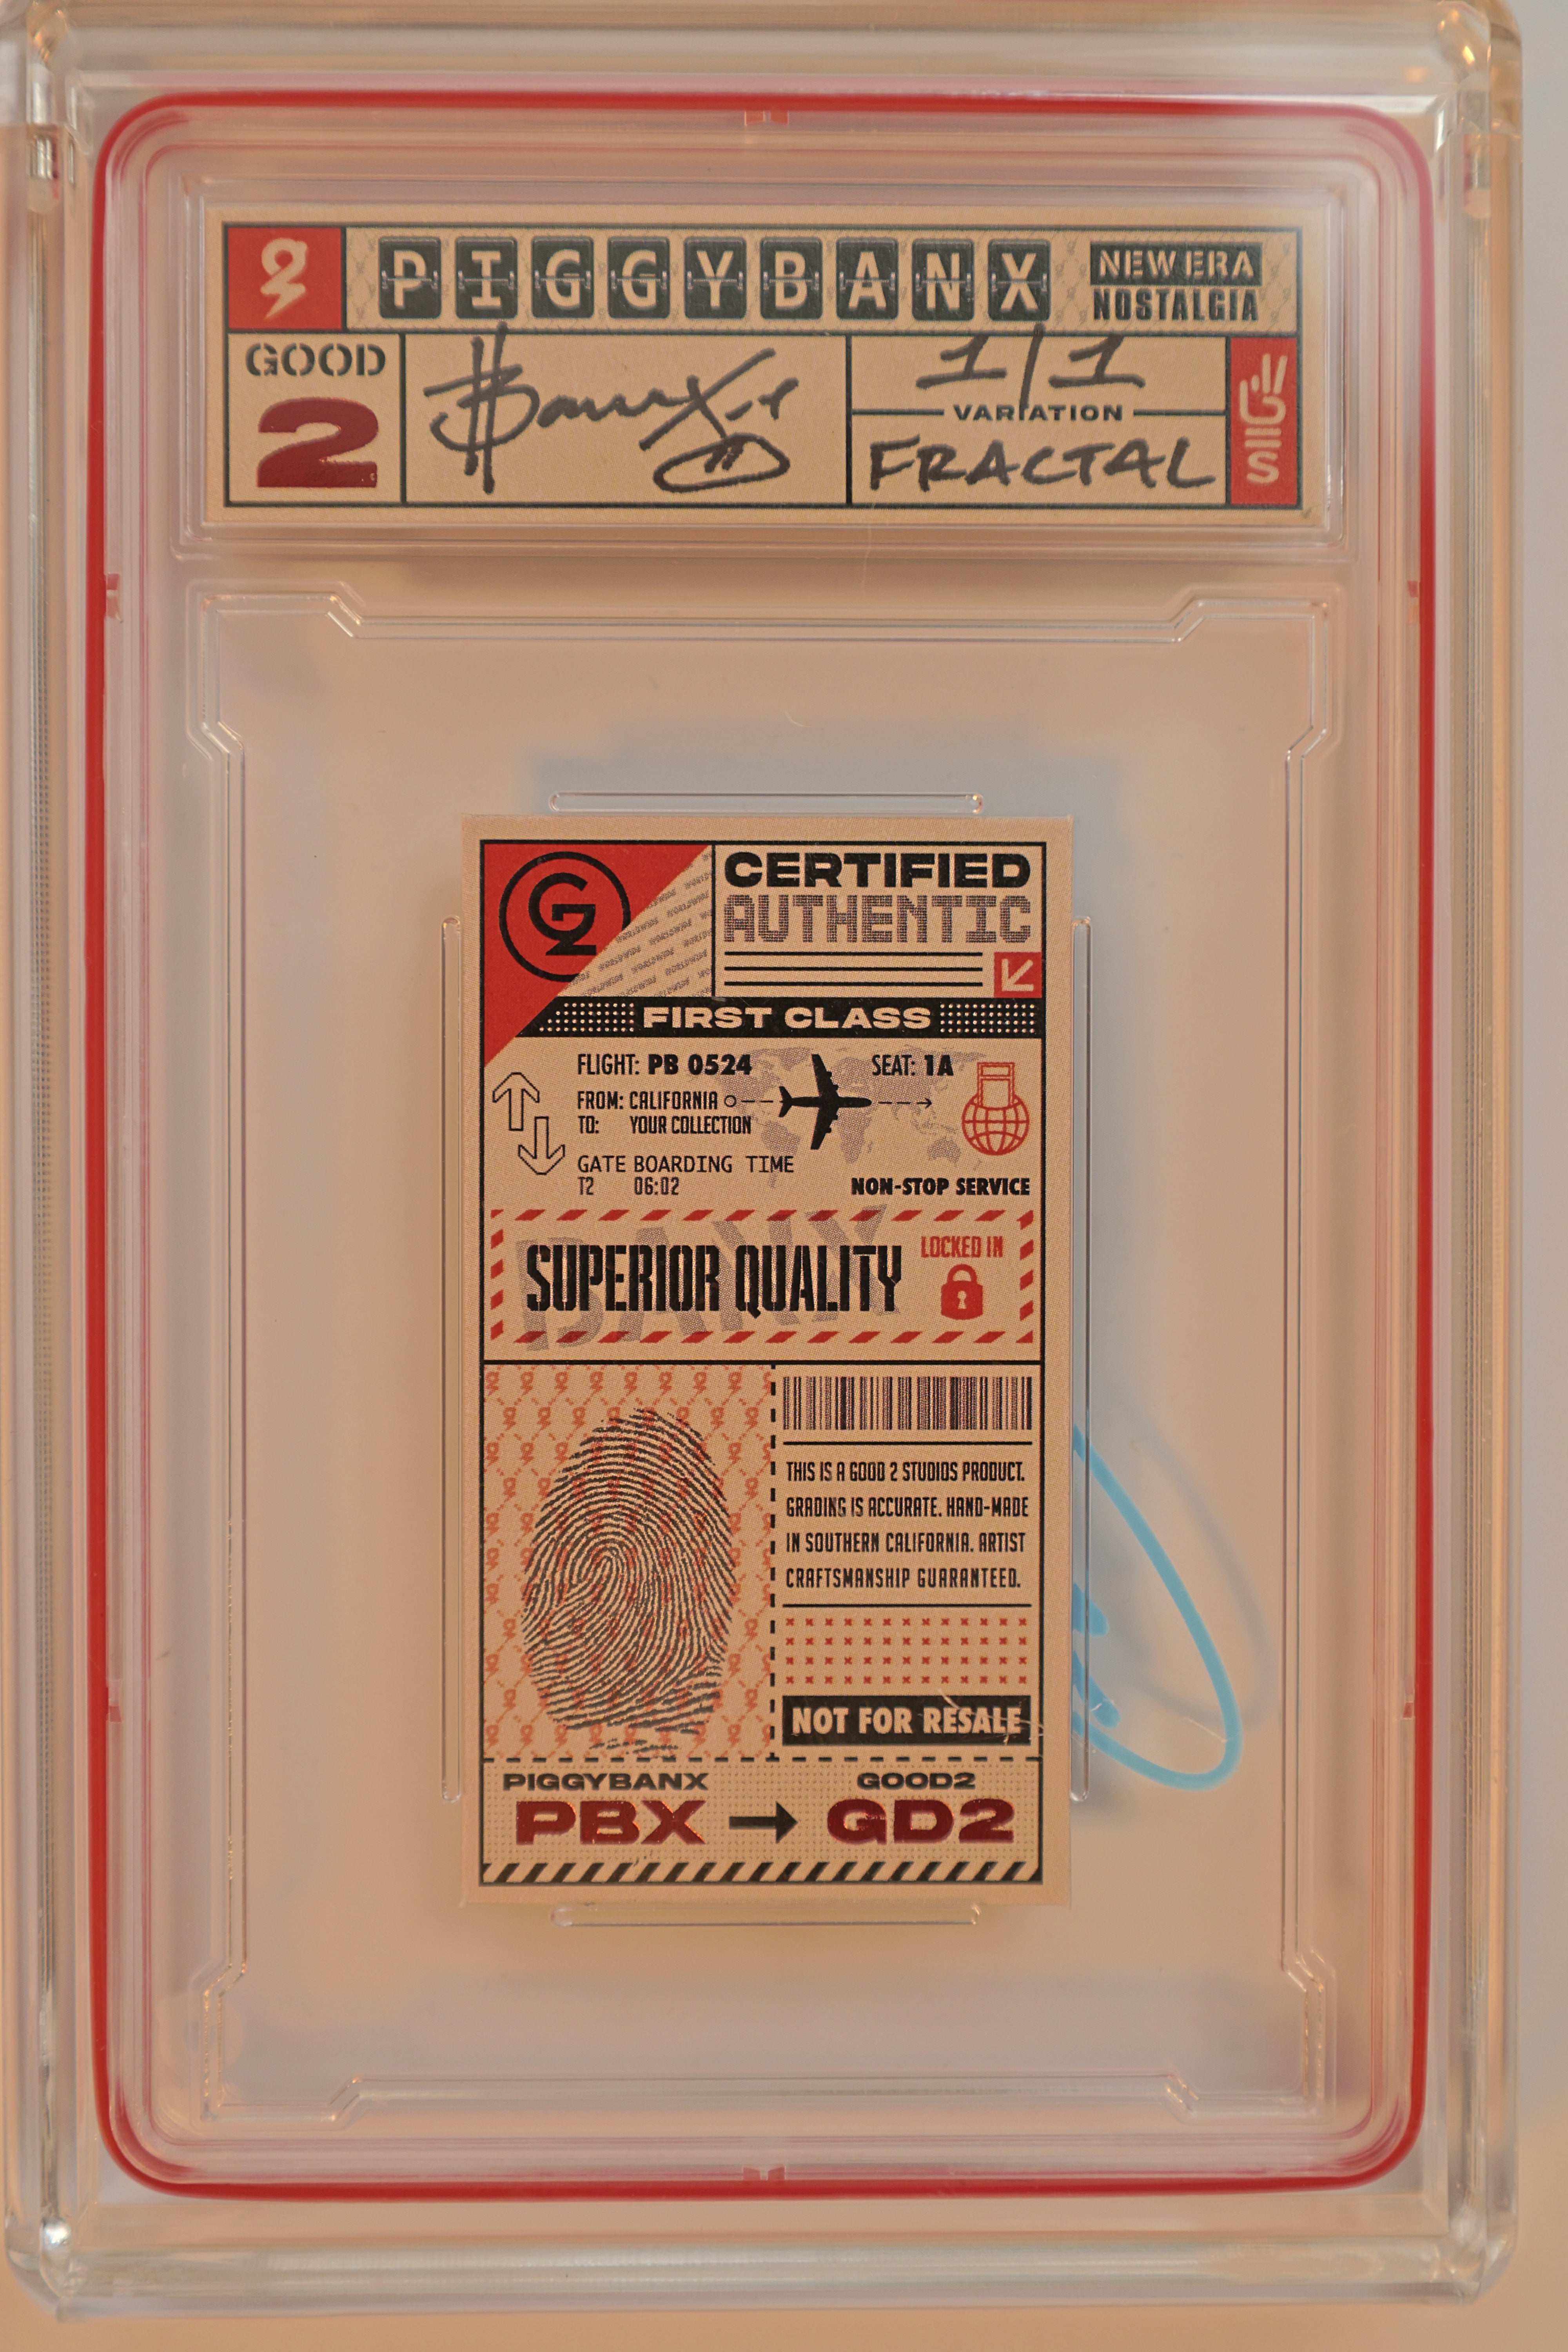 PIGGYBANX
NEW ERA
NOSTALGIA
GOOD
2
1/1
VARIATION
FRACTAL
G2
CERTIFIED
AUTHENTIC
FIRST CLASS
FLIGHT: PB 0524
SEAT: 1A
FROM: CALIFORNIA
TO: YOUR COLLECTION
GATE BOARDING TIME
T2 06:02
NON-STOP SERVICE
BANX
SUPERIOR QUALITY
LOCKED IN
THIS IS A GOOD 2 STUDIOS PRODUCT.
GRADING IS ACCURATE. HAND-MADE
IN SOUTHERN CALIFORNIA. ARTIST
CRAFTSMANSHIP GUARANTEED.
NOT FOR RESALE
PIGGYBANX GOOD2
PBX → GD2